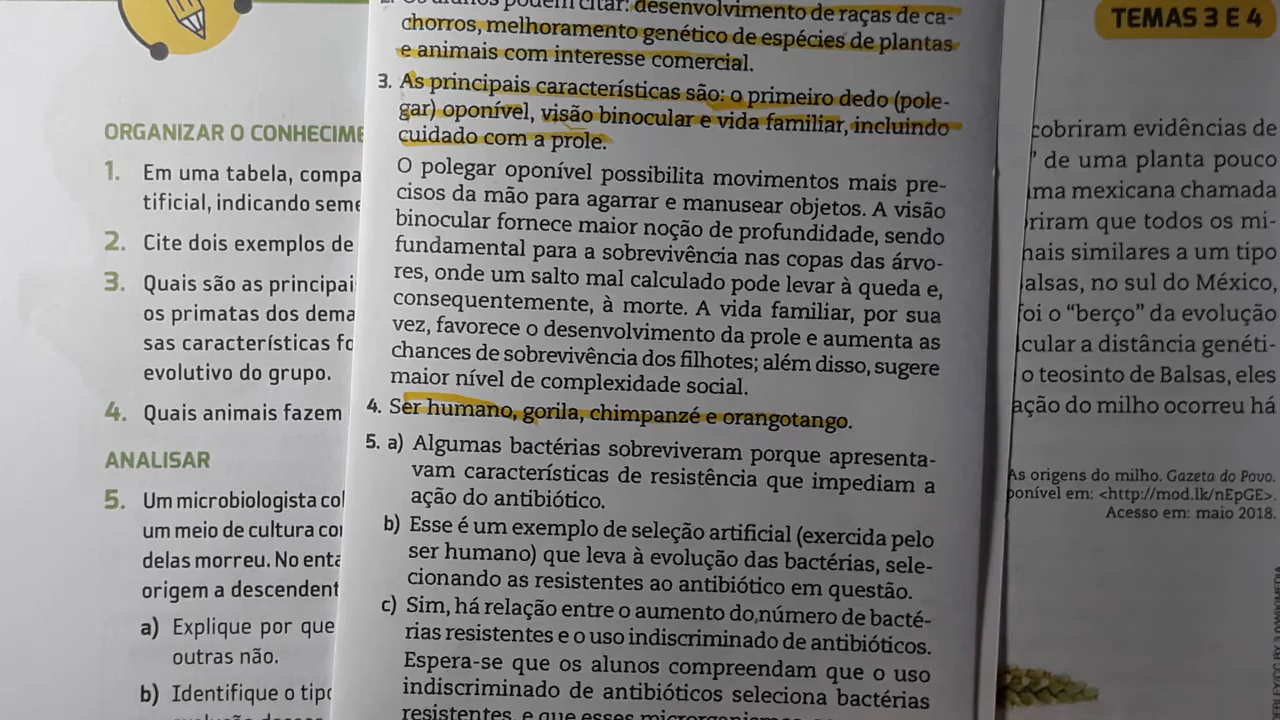 TEMAS 3 E 4
ORGANIZAR O CONHECIME
1. Em uma tabela, compa
tificial, indicando seme
2. Cite dois exemplos de
3. Quais são as principai
os primatas dos dema
sas características fo
evolutivo do grupo.
4. Quais animais fazem
ANALISAR
5. Um microbiologista col
um meio de cultura con
delas morreu. No enta
origem a descendent
a) Explique por que
outras não.
b) Identifique o tipo
podem citar: desenvolvimento de raças de ca-
chorros, melhoramento genético de espécies de plantas
e animais com interesse comercial.
3. As principais características são: o primeiro dedo (pole-
gar) oponível, visão binocular e vida familiar, incluindo
cuidado com a prole.
O polegar oponível possibilita movimentos mais pre-
cisos da mão para agarrar e manusear objetos. A visão
binocular fornece maior noção de profundidade, sendo
fundamental para a sobrevivência nas copas das árvo-
res, onde um salto mal calculado pode levar à queda e,
consequentemente, à morte. A vida familiar, por sua
vez, favorece o desenvolvimento da prole e aumenta as
chances de sobrevivência dos filhotes; além disso, sugere
maior nível de complexidade social.
4. Ser humano, gorila, chimpanzé e orangotango.
5. a) Algumas bactérias sobreviveram porque apresenta-
vam características de resistência que impediam a
ação do antibiótico.
b) Esse é um exemplo de seleção artificial (exercida pelo
ser humano) que leva à evolução das bactérias, sele-
cionando as resistentes ao antibiótico em questão.
c) Sim, há relação entre o aumento do número de bacté-
rias resistentes e o uso indiscriminado de antibióticos.
Espera-se que os alunos compreendam que o uso
indiscriminado de antibióticos seleciona bactérias
resistentes, e que esses
cobriram evidências de
" de uma planta pouco
ma mexicana chamada
riram que todos os mi-
nais similares a um tipo
alsas, no sul do México,
foi o "berço" da evolução
lcular a distância genéti-
o teosinto de Balsas, eles
ação do milho ocorreu há
As origens do milho. Gazeta do Povo.
ponível em: <http://mod.lk/nEpGE>.
Acesso em: maio 2018.